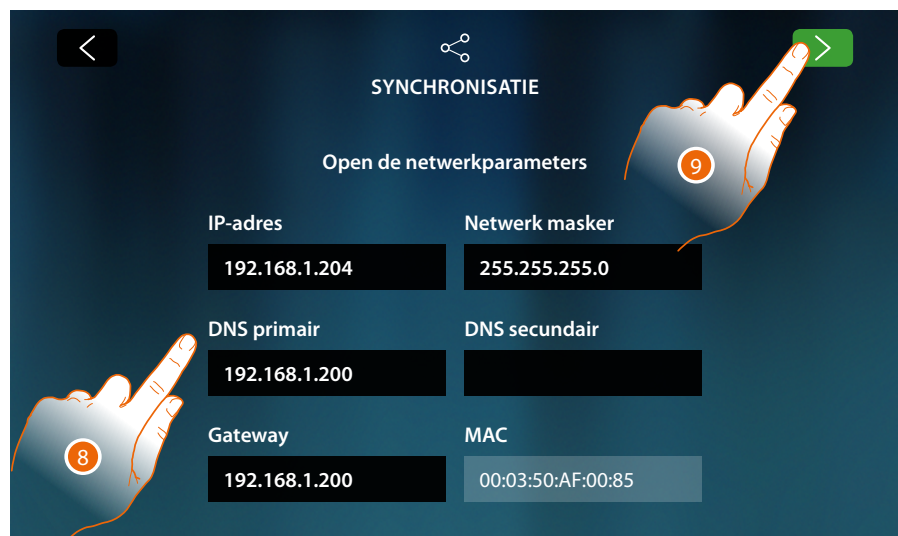 SYNCHRONISATIE
Open de netwerkparameters
9
IP-adres
Netwerk masker
192.168.1.204
255.255.255.0
DNS primair
DNS secundair
192.168.1.200
Gateway
MAC
8
192.168.1.200
00:03:50:AF:00:85